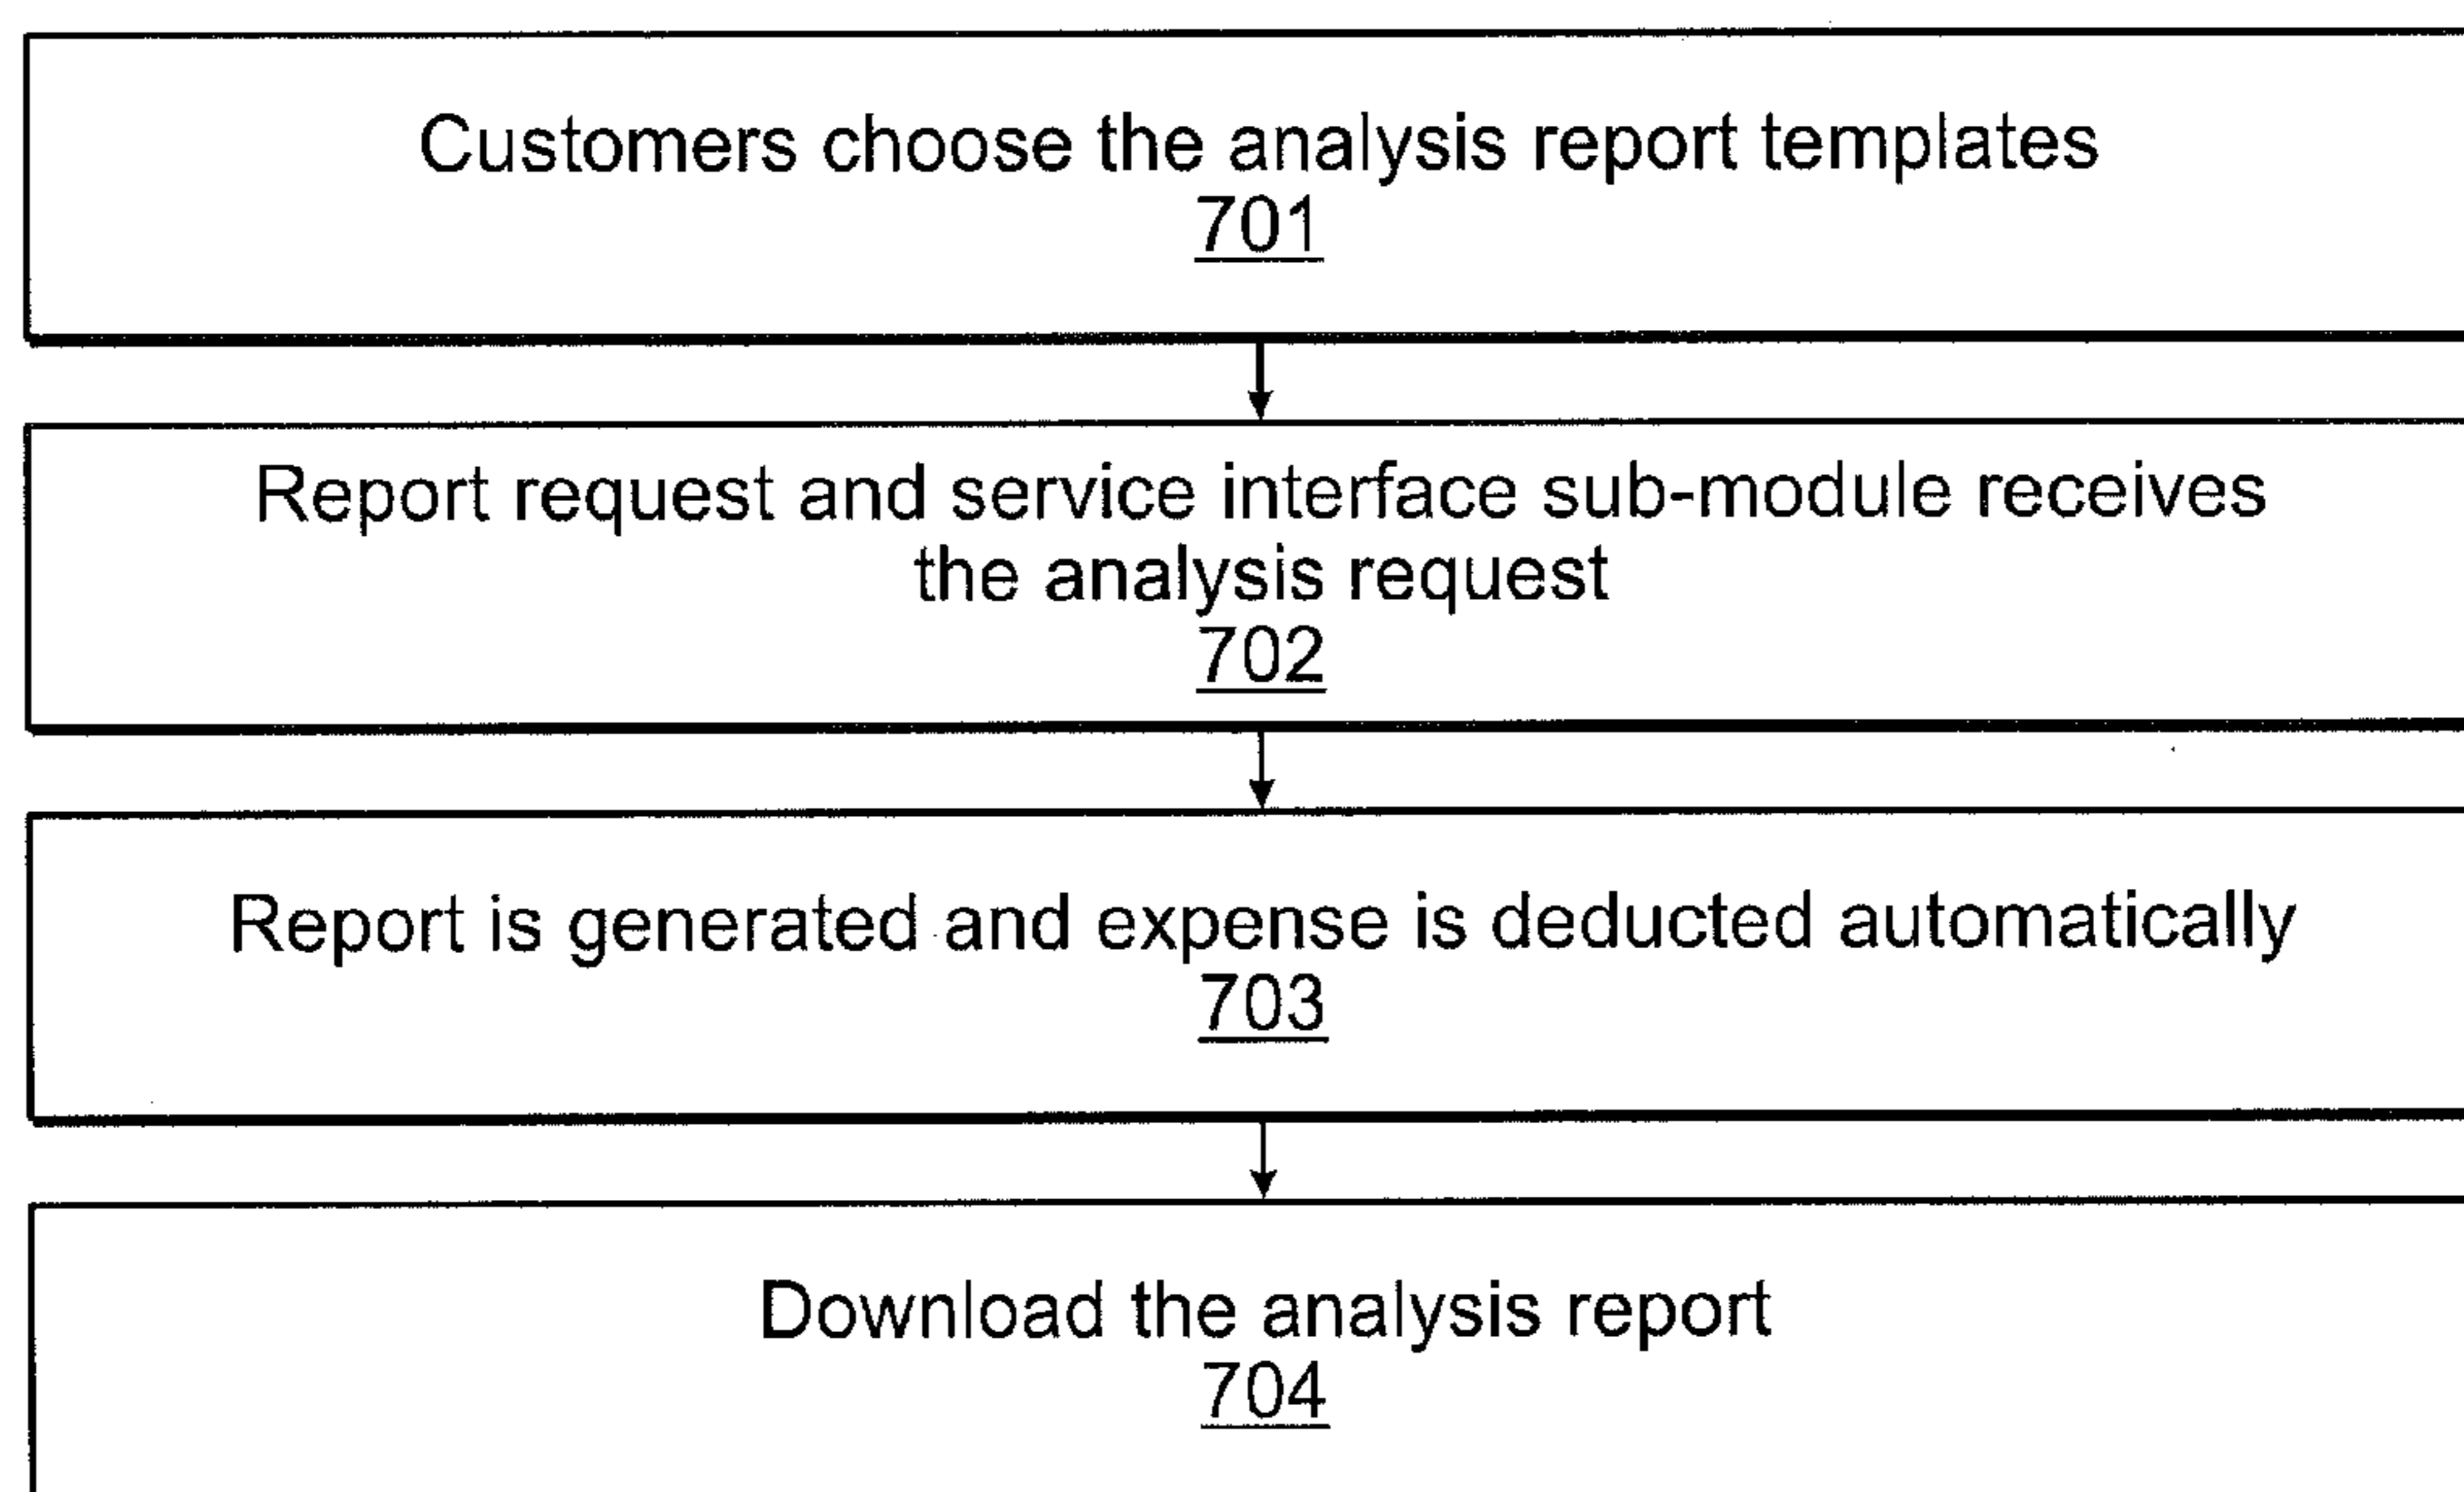 Customers choose the analysis report templates
701
Report request and service interface sub-module receives
the analysis request
702
Report is generated and expense is deducted automatically
703
Download the analysis report
704